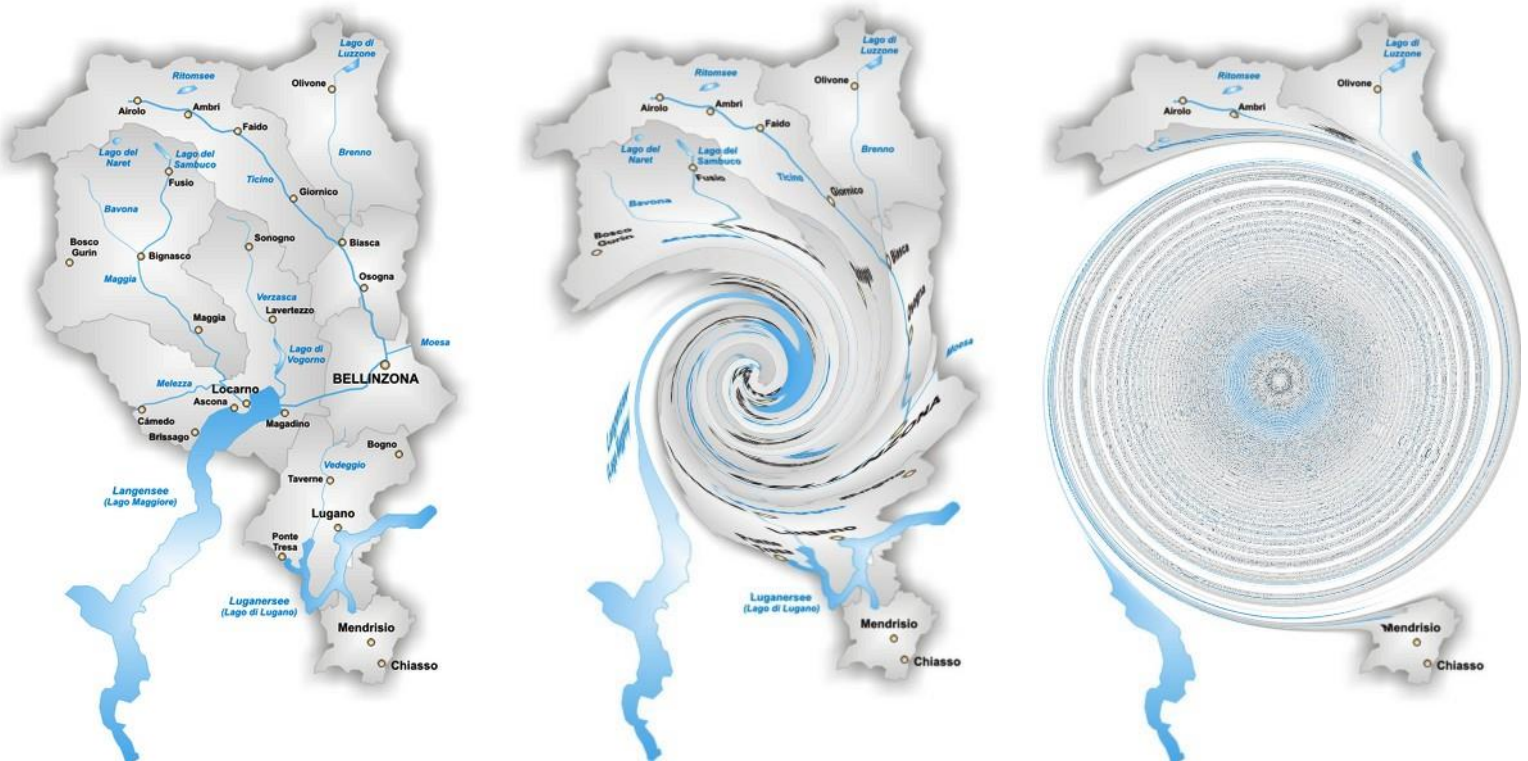 Lago di
Luzzone
Ritomsee
Olivone
Airolo
Ambri
Faido
Lago del
Naret
Lago del
Sambuco
Brenno
Fusio
Ticino
Giornico
Bavona
Bosco
Gurin
Bignasco
Sonogno
Biasca
Maggia
Osogna
Verzasca
Lavertezzo
Maggia
Lago di
Vogorno
Moesa
BELLINZONA
Melezza
Locarno
Ascona
Cámedo
Brissago
Magadino
Bogno
Vedeggio
Taverne
Langensee
(Lago Maggiore)
Lugano
Ponte
Tresa
Luganersee
(Lago di Lugano)
Mendrisio
Chiasso
Lago di
Luzzone
Ritomsee
Olivone
Airolo
Ambri
Faido
Lago del
Naret
Lago del
Sambuco
Brenno
Fusio
Ticino
Giornico
Bavona
Bosco
Gurin
Biasca
Moesa
Lugano
Luganersee
(Lago di Lugano)
Mendrisio
Chiasso
Lago di
Luzzone
Ritomsee
Olivone
Airolo
Ambri
Mendrisio
Chiasso